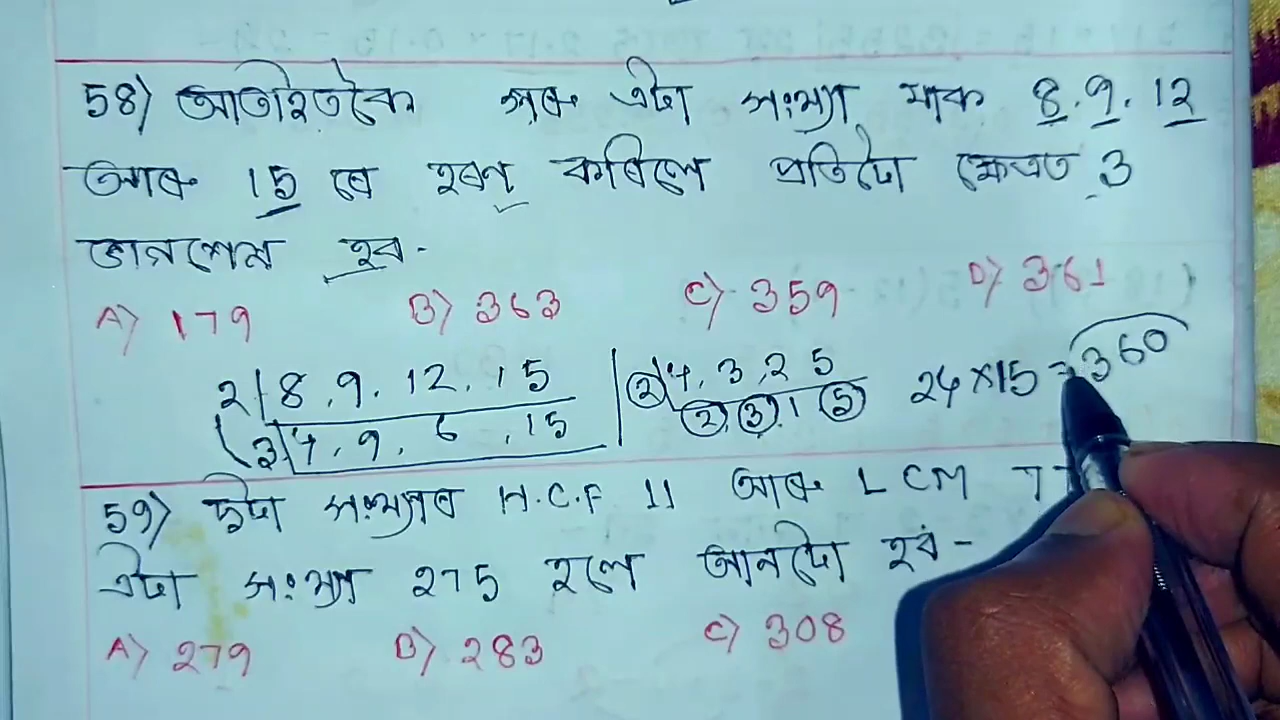 58) আতাইতকৈ সৰু এটা সংখ্যা যাক 8, 9, 12
আৰু 15 ৰে হৰণ কৰিলে প্ৰতিটো ক্ষেত্ৰত 3
ভাগশেষ হব-
A) 179 B) 363 C) 359 D) 361
2 | 8, 9, 12, 15
3 | 4, 9, 6, 15
2 | 4, 3, 2 5
2, 3, 1 5
24 × 15 = 360
59) দুটা সংখ্যাৰ H.C.F 11 আৰু LCM
এটা সংখ্যা 275 হলে আনটো হব -
A) 279 B) 283 C) 308